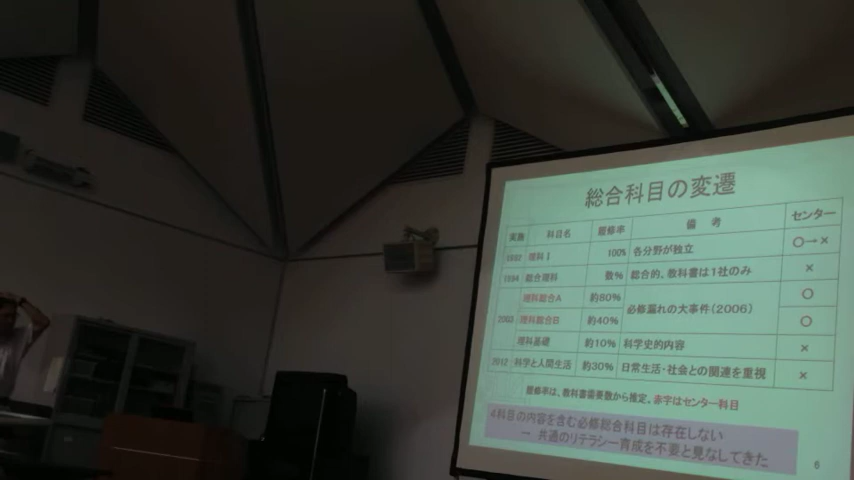 総合科目の変遷
実施 科目名 履修率 備 考 センター
1982 理科Ⅰ 100% 各分野が独立 ○→×
1994 総合理科 数% 総合的、教科書は1社のみ ×
2003 理科総合A 約80% 必修漏れの大事件(2006) ○
理科総合B 約40% ○
理科基礎 約10% 科学史的内容 ×
2012 科学と人間生活 約30% 日常生活・社会との関連を重視 ×
履修率は、教科書需要数から推定、赤字はセンター科目
4科目の内容を含む必修総合科目は存在しない
→ 共通のリテラシー育成を不要と見なしてきた
6